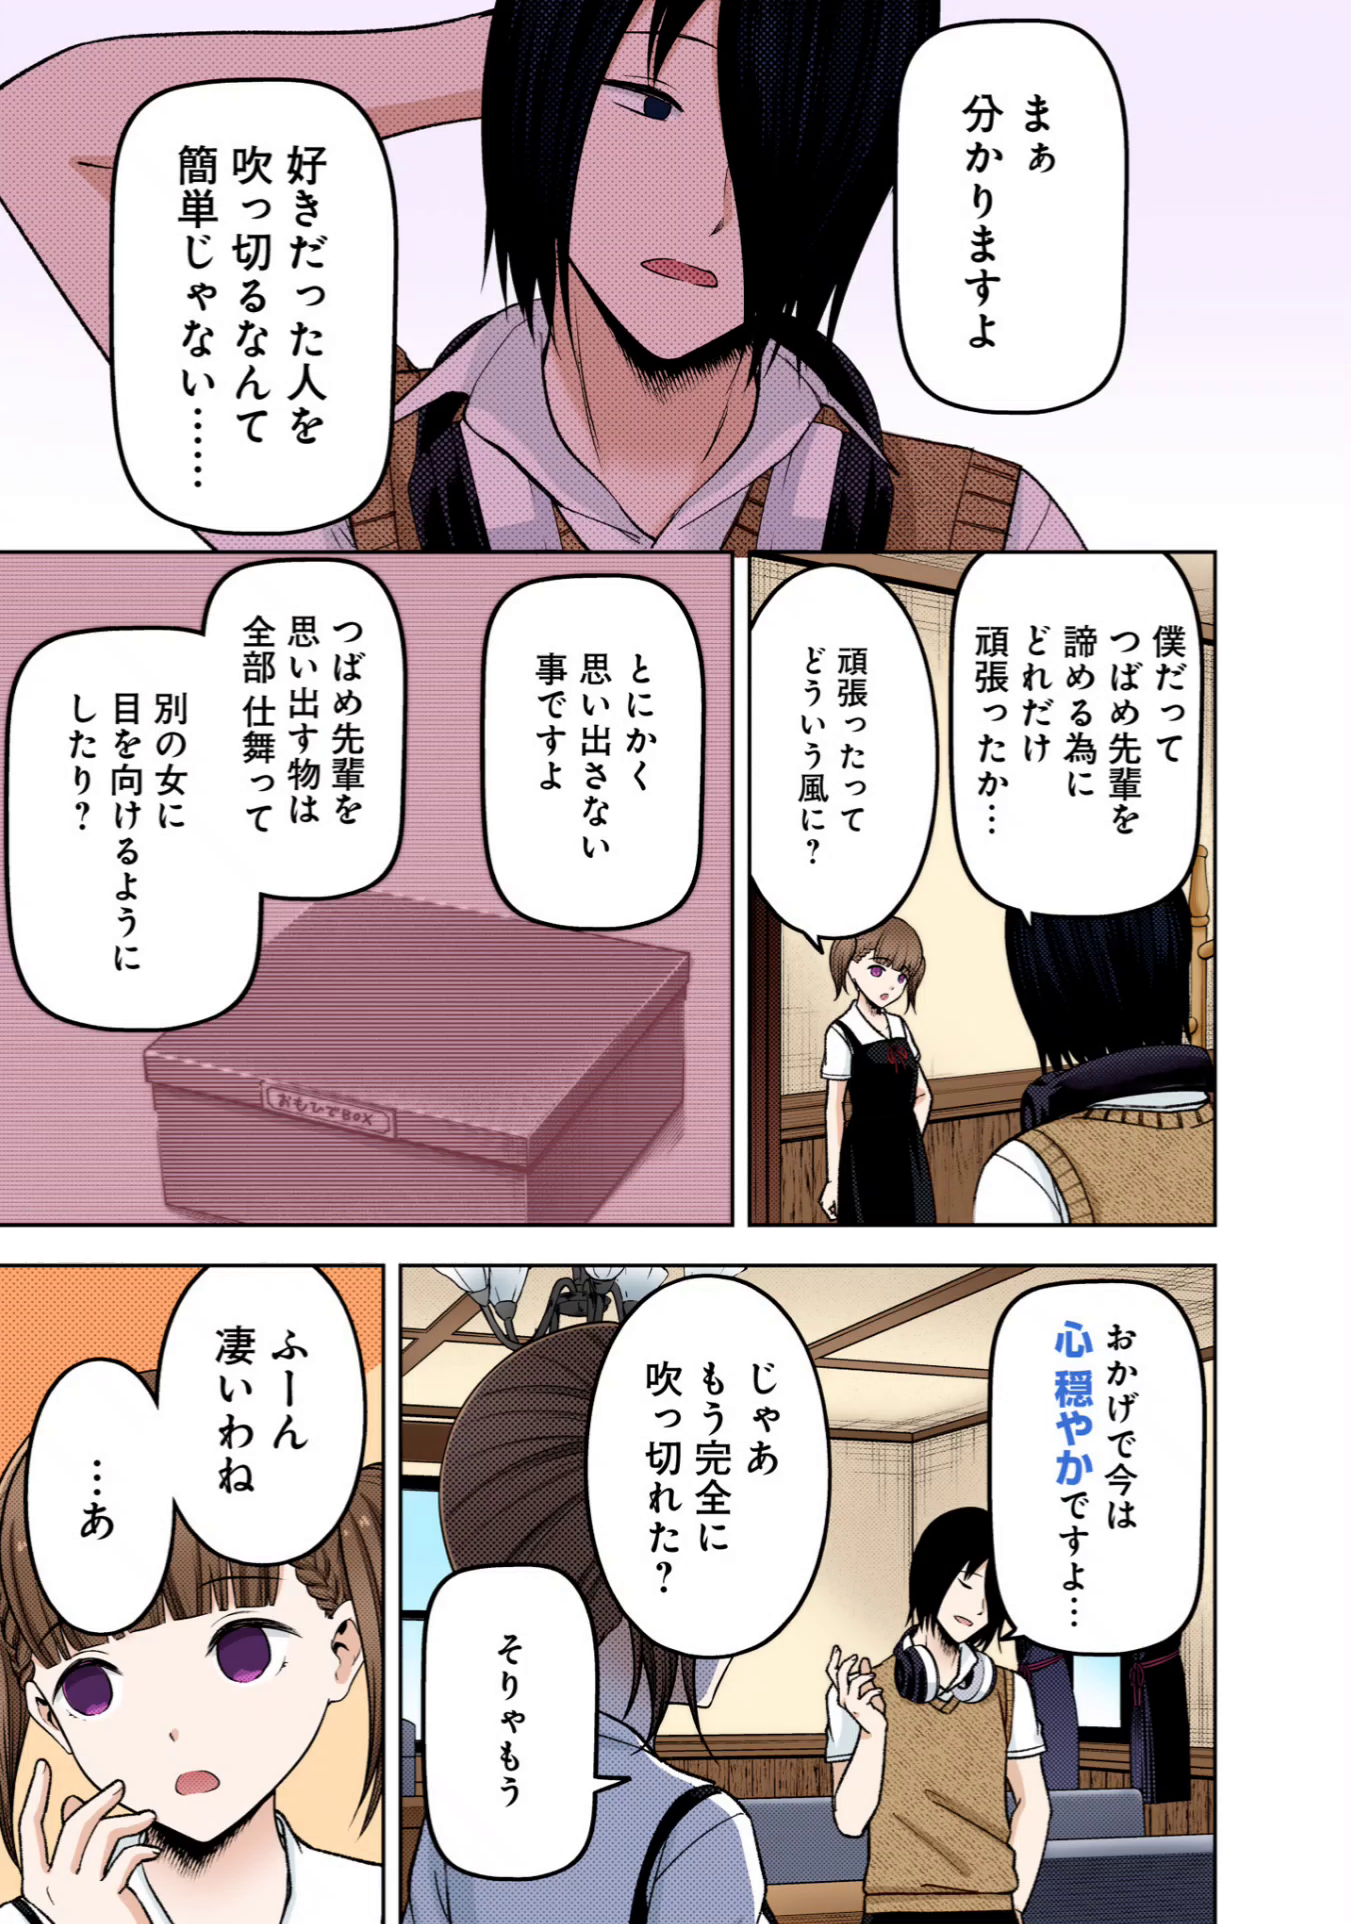 まぁ
分かりますよ
好きだった人を
吹っ切るなんて
簡単じゃない………
僕だって
つばめ先輩を
諦める為に
どれだけ
頑張ったか…
頑張ったって
どういう風に？
とにかく
思い出さない
事ですよ
つばめ先輩を
思い出す物は
全部仕舞って
別の女に
目を向けるように
したり？
おもひでBOX
おかげで今は
心穏やかですよ…
じゃあ
もう完全に
吹っ切れた？
そりゃもう
ふーん
凄いわね
…あ